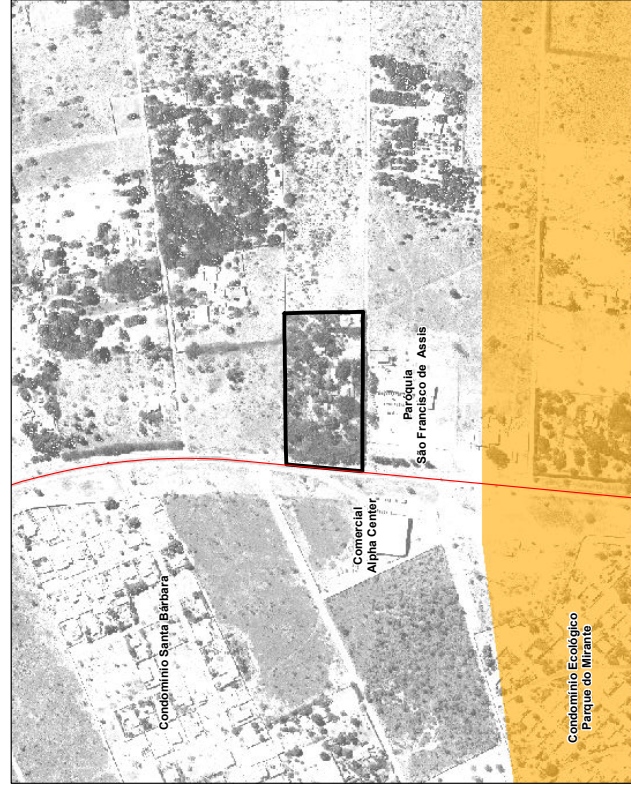 Paróquia
São Francisco de Assis
Comercial
Alpha Center
Condomínio Santa Bárbara
Condomínio Ecológico
Parque do Mirante